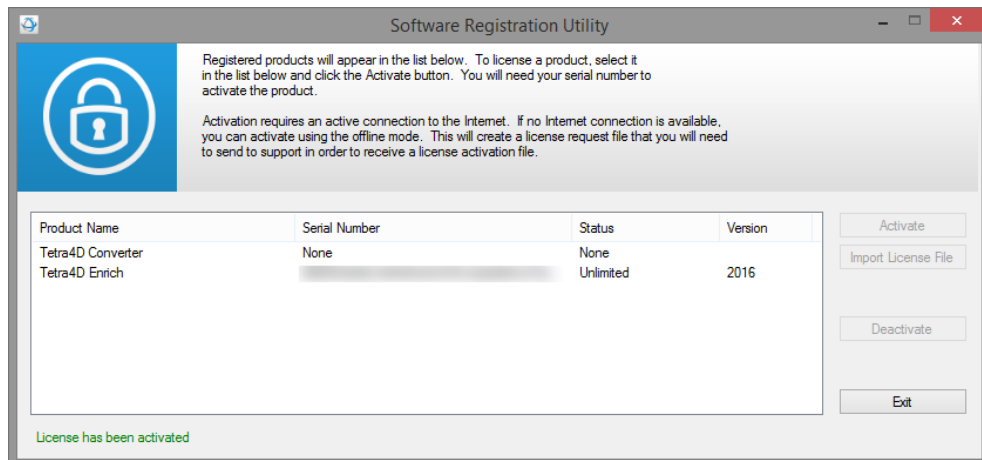 Software Registration Utility
Registered products will appear in the list below. To license a product, select it
in the list below and click the Activate button. You will need your serial number to
activate the product.
Activation requires an active connection to the Internet. If no Internet connection is available,
you can activate using the offline mode. This will create a license request file that you will need
to send to support in order to receive a license activation file.
Product Name Serial Number Status Version
Tetra4D Converter None None
Tetra4D Enrich Unlimited 2016
Activate
Import License File
Deactivate
Exit
License has been activated